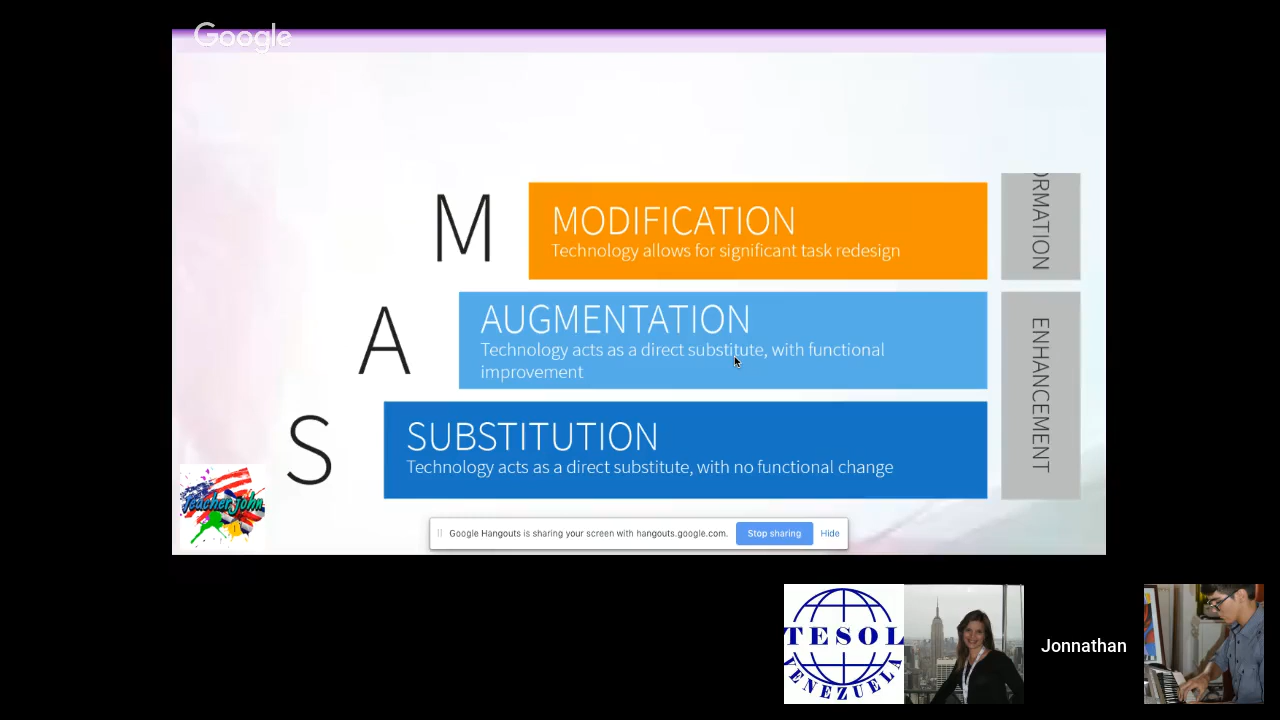 Google
M
MODIFICATION
Technology allows for significant task redesign
ORMATION
A
AUGMENTATION
Technology acts as a direct substitute, with functional
improvement
ENHANCEMENT
S
SUBSTITUTION
Technology acts as a direct substitute, with no functional change
Teacher John
Google Hangouts is sharing your screen with hangouts.google.com.
Stop sharing
Hide
TESOL
VENEZUELA
Jonnathan